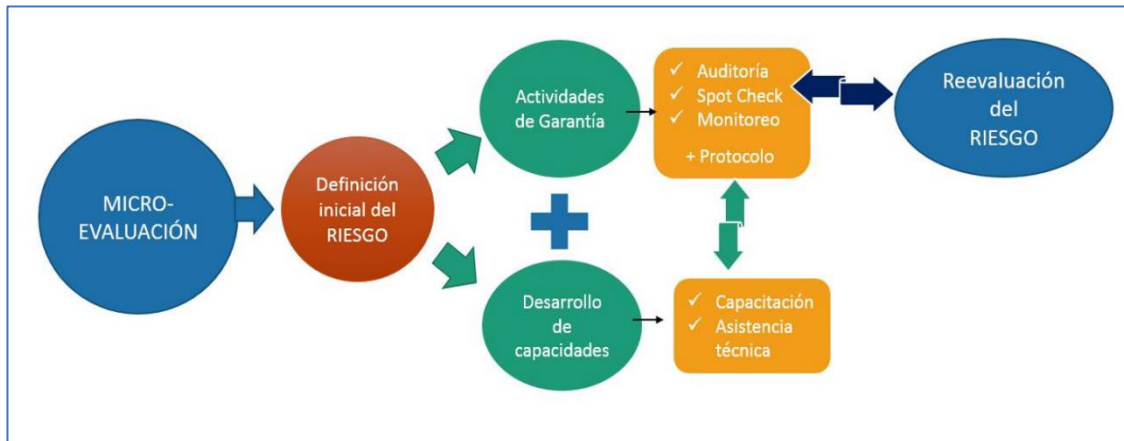 MICRO-
EVALUACIÓN
Definición
inicial del
RIESGO
Actividades
de Garantía
✓ Auditoría
✓ Spot Check
✓ Monitoreo
+ Protocolo
Reevaluación
del
RIESGO
Desarrollo
de
capacidades
✓ Capacitación
✓ Asistencia
técnica